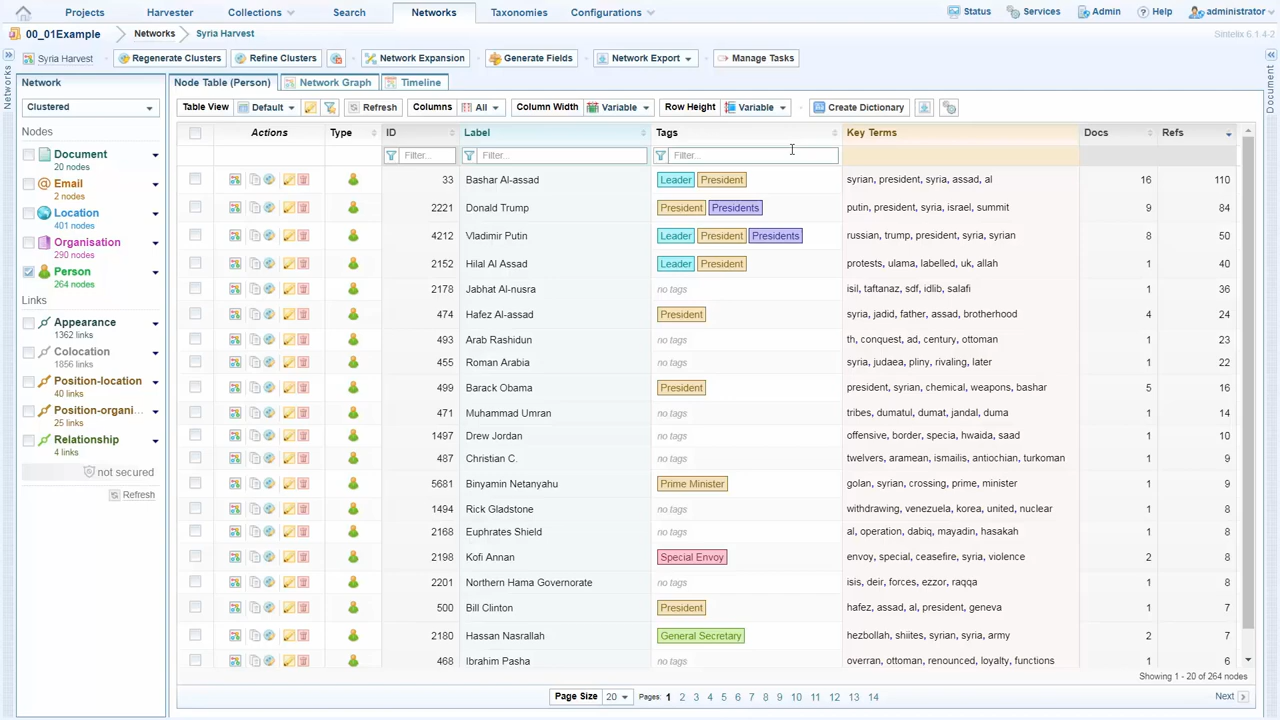 Projects Harvester Collections Search Networks Taxonomies Configurations Status Services Admin Help administrator
00_01Example Networks Syria Harvest Sintelix 6.1.4-2
Syria Harvest Regenerate Clusters Refine Clusters Network Expansion Generate Fields Network Export Manage Tasks
Networks
Document
Network
Clustered
Nodes
Document
20 nodes
Email
2 nodes
Location
401 nodes
Organisation
290 nodes
Person
264 nodes
Links
Appearance
1362 links
Colocation
1856 links
Position-location
40 links
Position-organi...
25 links
Relationship
4 links
not secured
Refresh
Node Table (Person) Network Graph Timeline
Table View Default Refresh Columns All Column Width Variable Row Height Variable Create Dictionary
Actions Type ID Label Tags Key Terms Docs Refs
Filter... Filter... Filter...
33 Bashar Al-assad Leader President syrian, president, syria, assad, al 16 110
2221 Donald Trump President Presidents putin, president, syria, israel, summit 9 84
4212 Vladimir Putin Leader President Presidents russian, trump, president, syria, syrian 8 50
2152 Hilal Al Assad Leader President protests, ulama, labelled, uk, allah 1 40
2178 Jabhat Al-nusra no tags isil, taftanaz, sdf, idlib, salafi 1 36
474 Hafez Al-assad President syria, jadid, father, assad, brotherhood 4 24
493 Arab Rashidun no tags th, conquest, ad, century, ottoman 1 23
455 Roman Arabia no tags syria, judaea, pliny, rivaling, later 1 22
499 Barack Obama President president, syrian, chemical, weapons, bashar 5 16
471 Muhammad Umran no tags tribes, dumatul, dumat, jandal, duma 1 14
1497 Drew Jordan no tags offensive, border, specia, hwaida, saad 1 10
487 Christian C. no tags twelvers, aramean, ismailis, antiochian, turkoman 1 9
5681 Binyamin Netanyahu Prime Minister golan, syrian, crossing, prime, minister 1 9
1494 Rick Gladstone no tags withdrawing, venezuela, korea, united, nuclear 1 8
2168 Euphrates Shield no tags al, operation, dabiq, mayadin, hasakah 1 8
2198 Kofi Annan Special Envoy envoy, special, ceasefire, syria, violence 2 8
2201 Northern Hama Governorate no tags isis, deir, forces, ezzor, raqqa 1 8
500 Bill Clinton President hafez, assad, al, president, geneva 1 7
2180 Hassan Nasrallah General Secretary hezbollah, shiites, syrian, syria, army 2 7
468 Ibrahim Pasha no tags overran, ottoman, renounced, loyalty, functions 1 6
Showing 1 - 20 of 264 nodes
Page Size 20 Pages: 1 2 3 4 5 6 7 8 9 10 11 12 13 14 Next